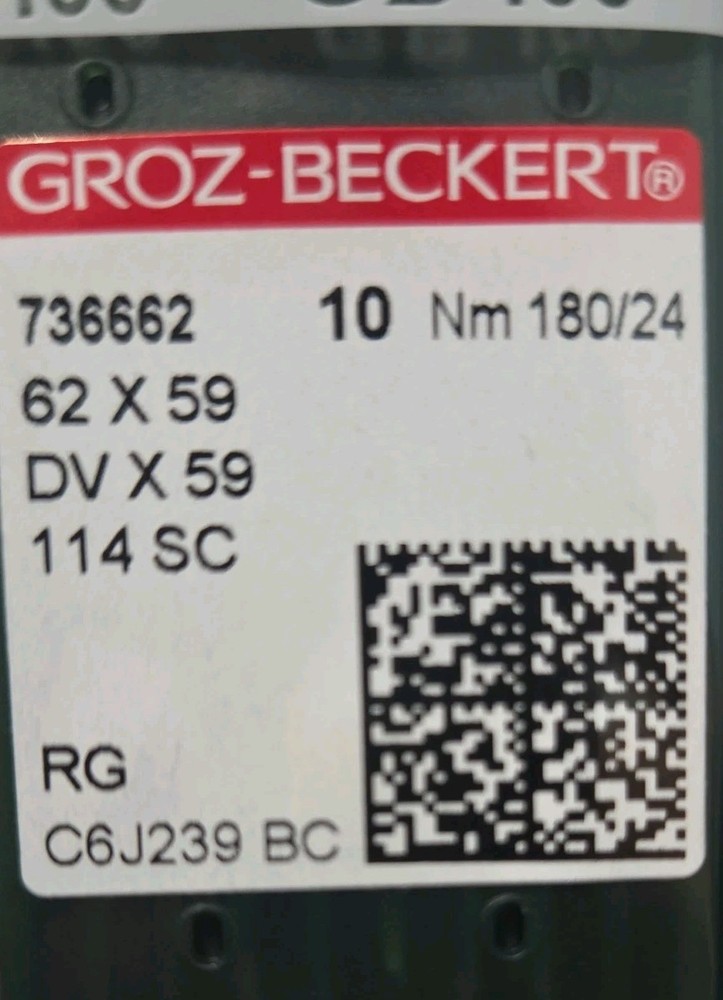 GROZ-BECKERT®
736662 10 Nm 180/24
62 X 59
DV X 59
114 SC
RG
C6J239 BC